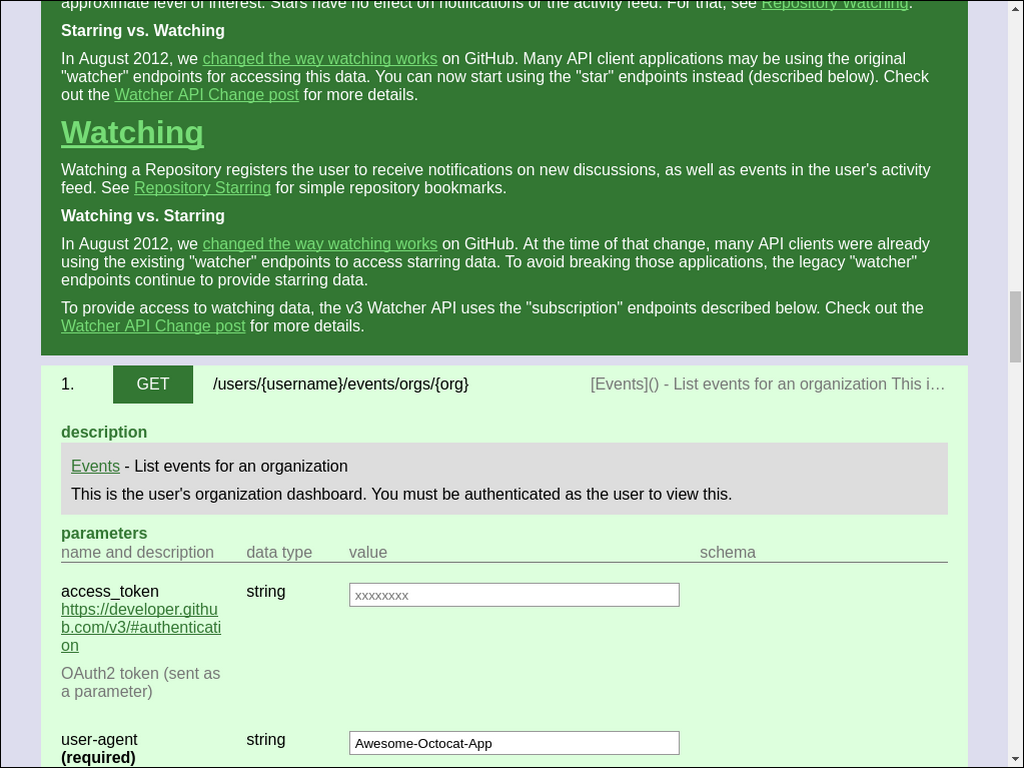 approximate level of interest. Stars have no effect on notifications or the activity feed. For that, see Repository Watching.
Starring vs. Watching
In August 2012, we changed the way watching works on GitHub. Many API client applications may be using the original
"watcher" endpoints for accessing this data. You can now start using the "star" endpoints instead (described below). Check
out the Watcher API Change post for more details.
Watching
Watching a Repository registers the user to receive notifications on new discussions, as well as events in the user's activity
feed. See Repository Starring for simple repository bookmarks.
Watching vs. Starring
In August 2012, we changed the way watching works on GitHub. At the time of that change, many API clients were already
using the existing "watcher" endpoints to access starring data. To avoid breaking those applications, the legacy "watcher"
endpoints continue to provide starring data.
To provide access to watching data, the v3 Watcher API uses the "subscription" endpoints described below. Check out the
Watcher API Change post for more details.
1. GET /users/{username}/events/orgs/{org} [Events]() - List events for an organization This i…
description
Events - List events for an organization
This is the user's organization dashboard. You must be authenticated as the user to view this.
parameters
name and description data type value schema
access_token string xxxxxxxx
https://developer.githu
b.com/v3/#authenticati
on
OAuth2 token (sent as
a parameter)
user-agent string Awesome-Octocat-App
(required)